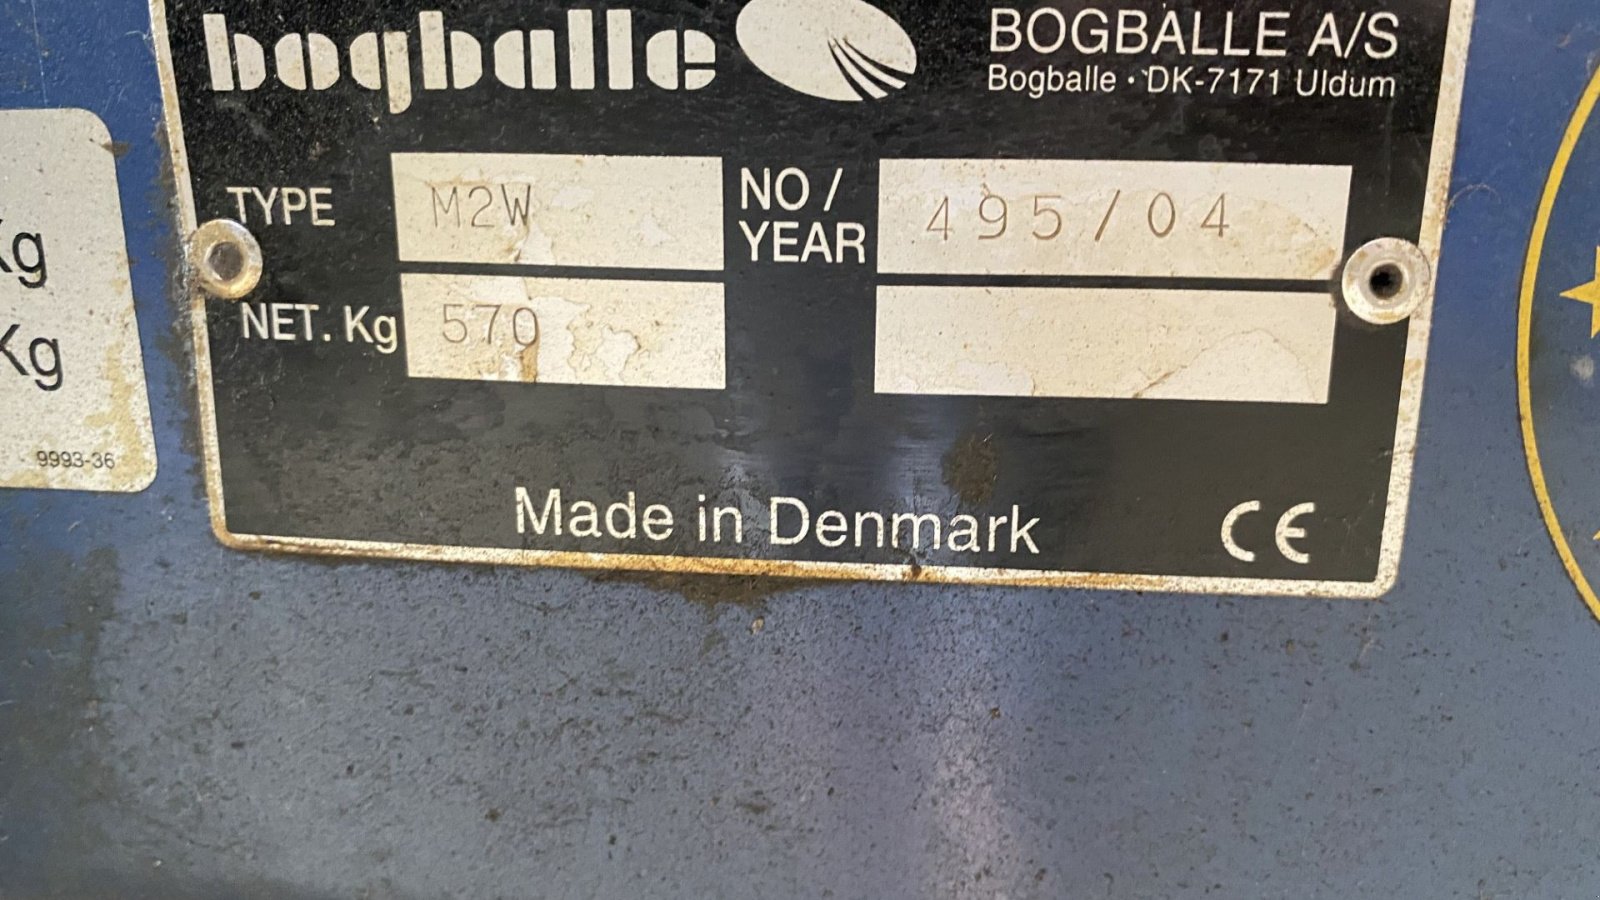 bogballe
BOGBALLE A/S
Bogballe · DK-7171 Uldum
TYPE M2W
NO / YEAR 495/04
NET. Kg 570
Made in Denmark
CE
Kg
Kg
9993-36